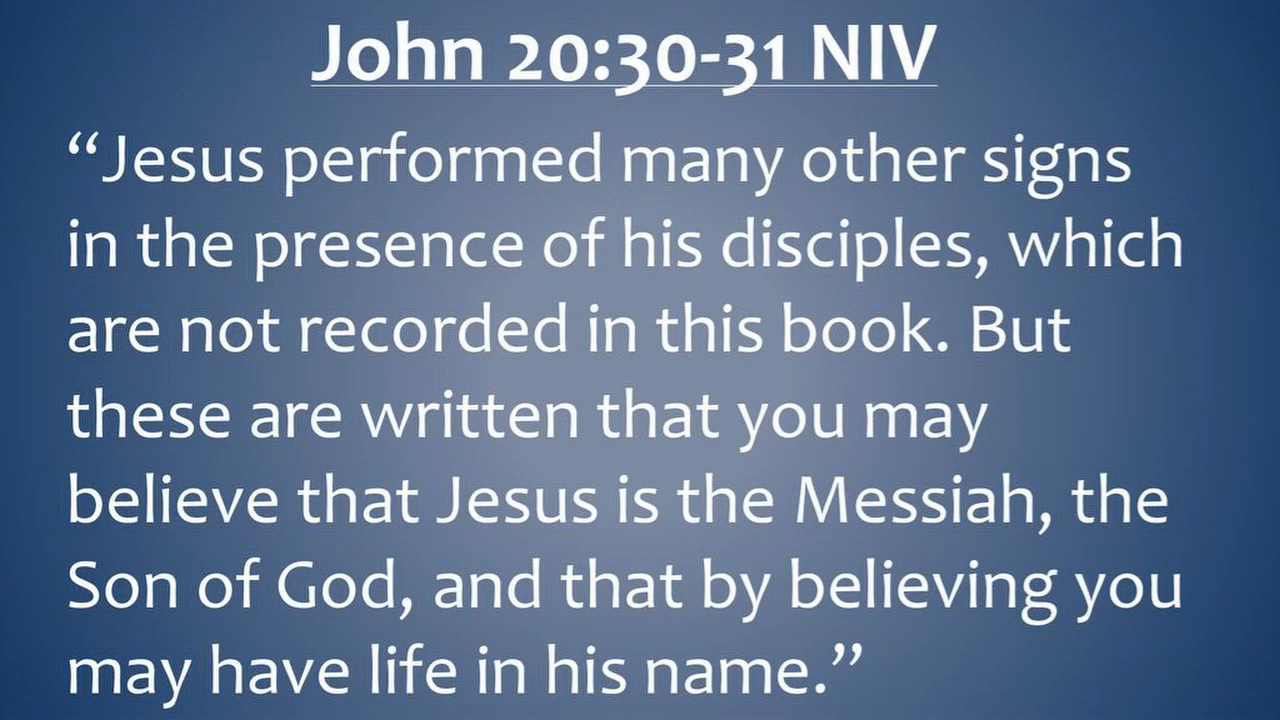 John 20:30-31 NIV
“Jesus performed many other signs
in the presence of his disciples, which
are not recorded in this book. But
these are written that you may
believe that Jesus is the Messiah, the
Son of God, and that by believing you
may have life in his name.”